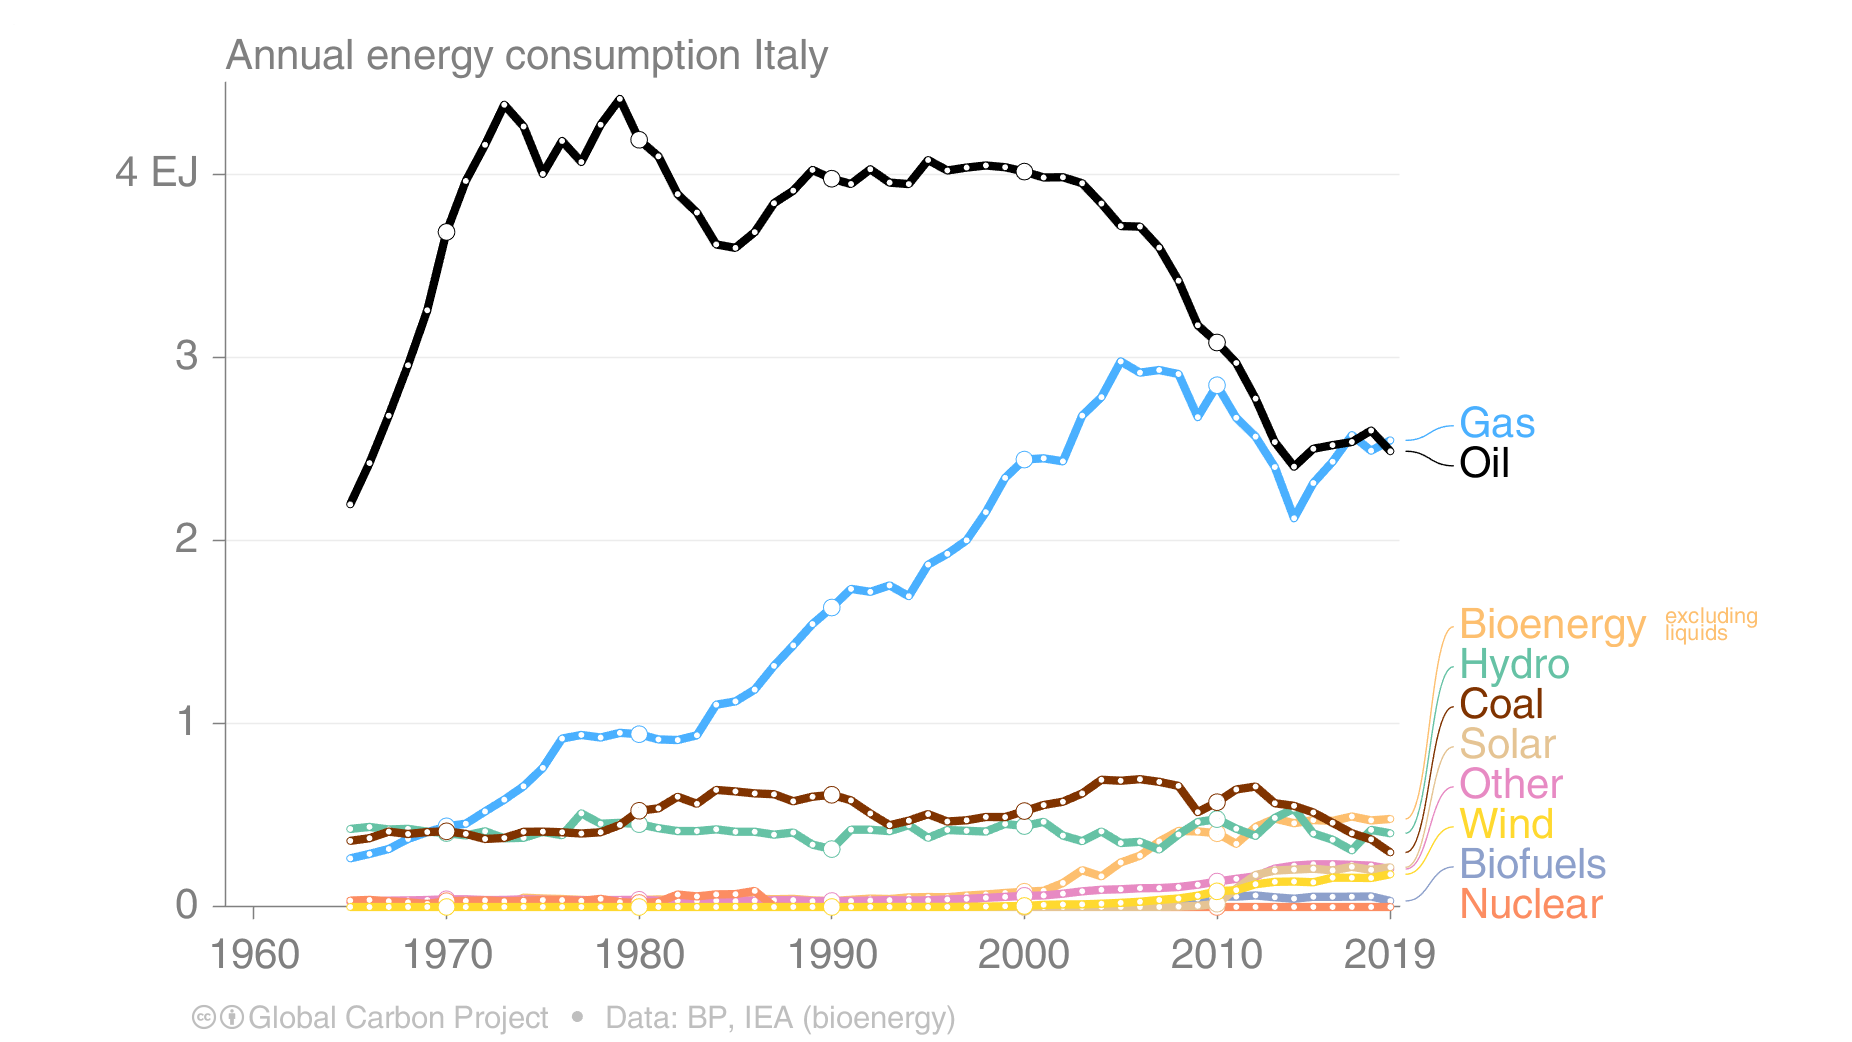 Annual energy consumption Italy
4 EJ
3
2
1
0
1960 1970 1980 1990 2000 2010 2019
Gas
Oil
Bioenergy excluding liquids
Hydro
Coal
Solar
Other
Wind
Biofuels
Nuclear
cc Global Carbon Project • Data: BP, IEA (bioenergy)